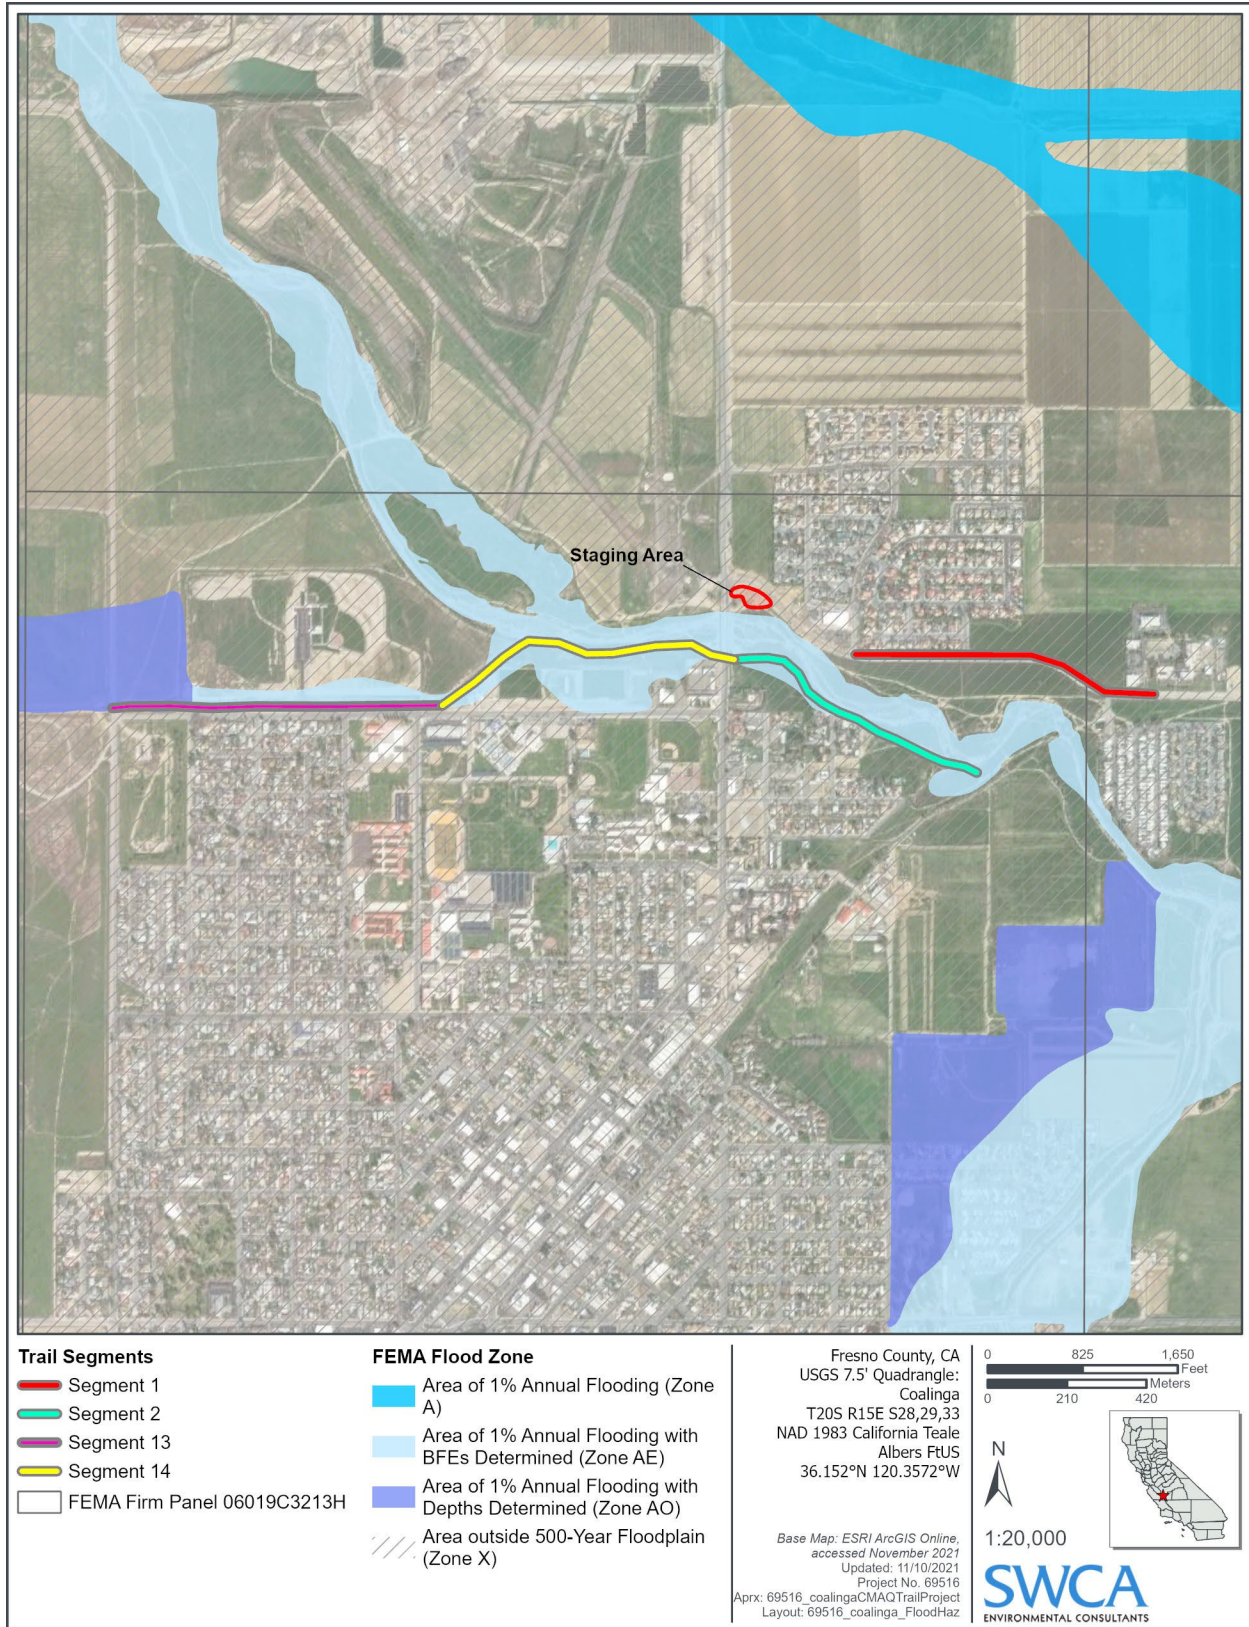 Staging Area
Trail Segments
Segment 1
Segment 2
Segment 13
Segment 14
FEMA Firm Panel 06019C3213H
FEMA Flood Zone
Area of 1% Annual Flooding (Zone
A)
Area of 1% Annual Flooding with
BFEs Determined (Zone AE)
Area of 1% Annual Flooding with
Depths Determined (Zone AO)
Area outside 500-Year Floodplain
(Zone X)
Fresno County, CA
USGS 7.5' Quadrangle:
Coalinga
T20S R15E S28,29,33
NAD 1983 California Teale
Albers FtUS
36.152°N 120.3572°W
Base Map: ESRI ArcGIS Online,
accessed November 2021
Updated: 11/10/2021
Project No. 69516
Aprx: 69516_coalingaCMAQTrailProject
Layout: 69516_coalinga_FloodHaz
0 825 1,650
Feet
Meters
0 210 420
N
1:20,000
SWCA
ENVIRONMENTAL CONSULTANTS